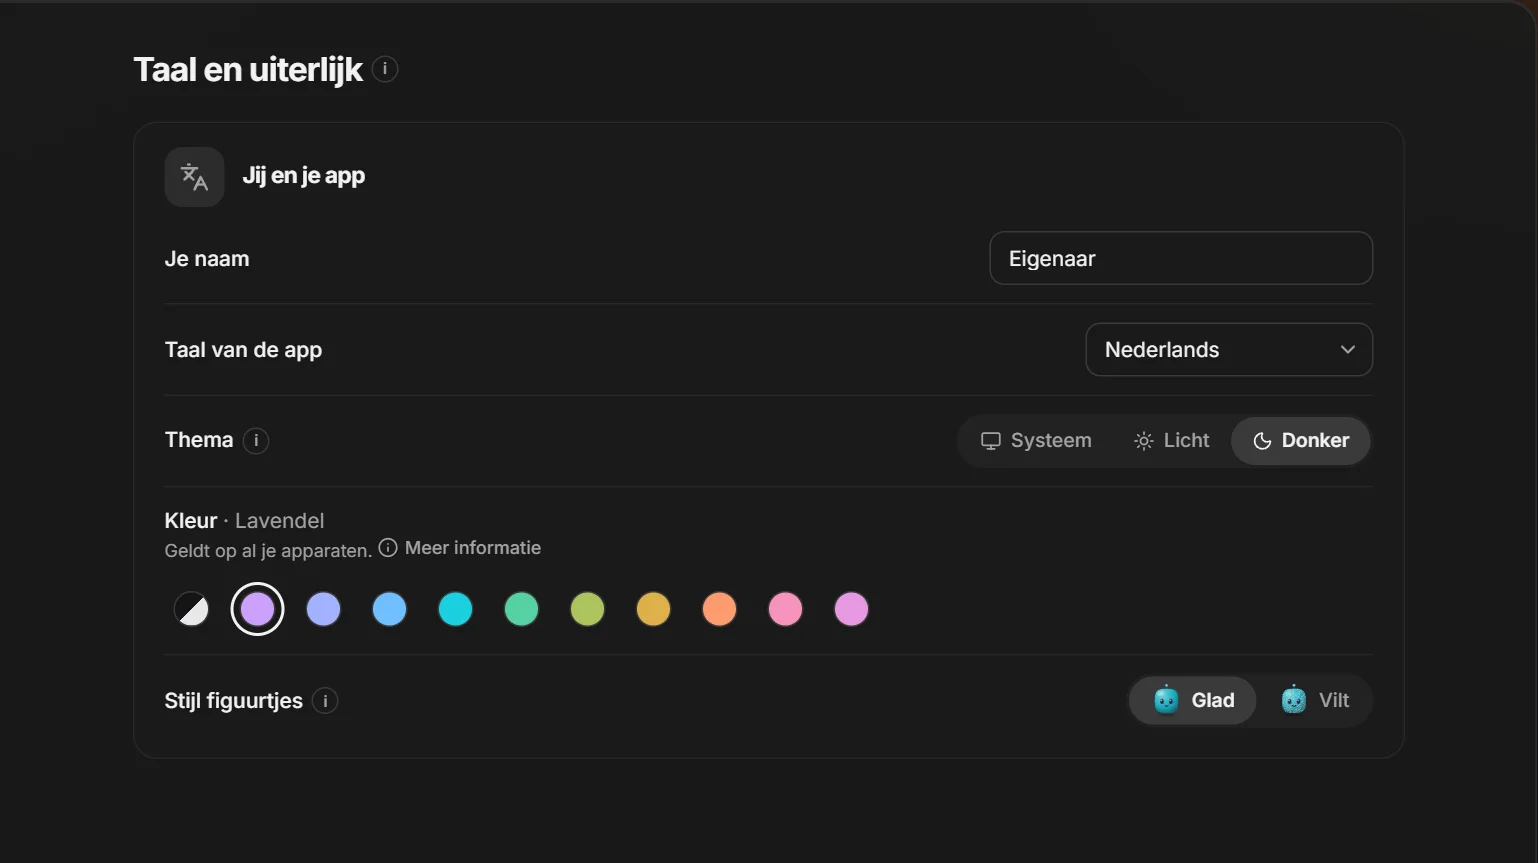 Taal en uiterlijk
Jij en je app
Je naam
Eigenaar
Taal van de app
Nederlands
Thema
Systeem
Licht
Donker
Kleur · Lavendel
Geldt op al je apparaten. Meer informatie
Stijl figuurtjes
Glad
Vilt